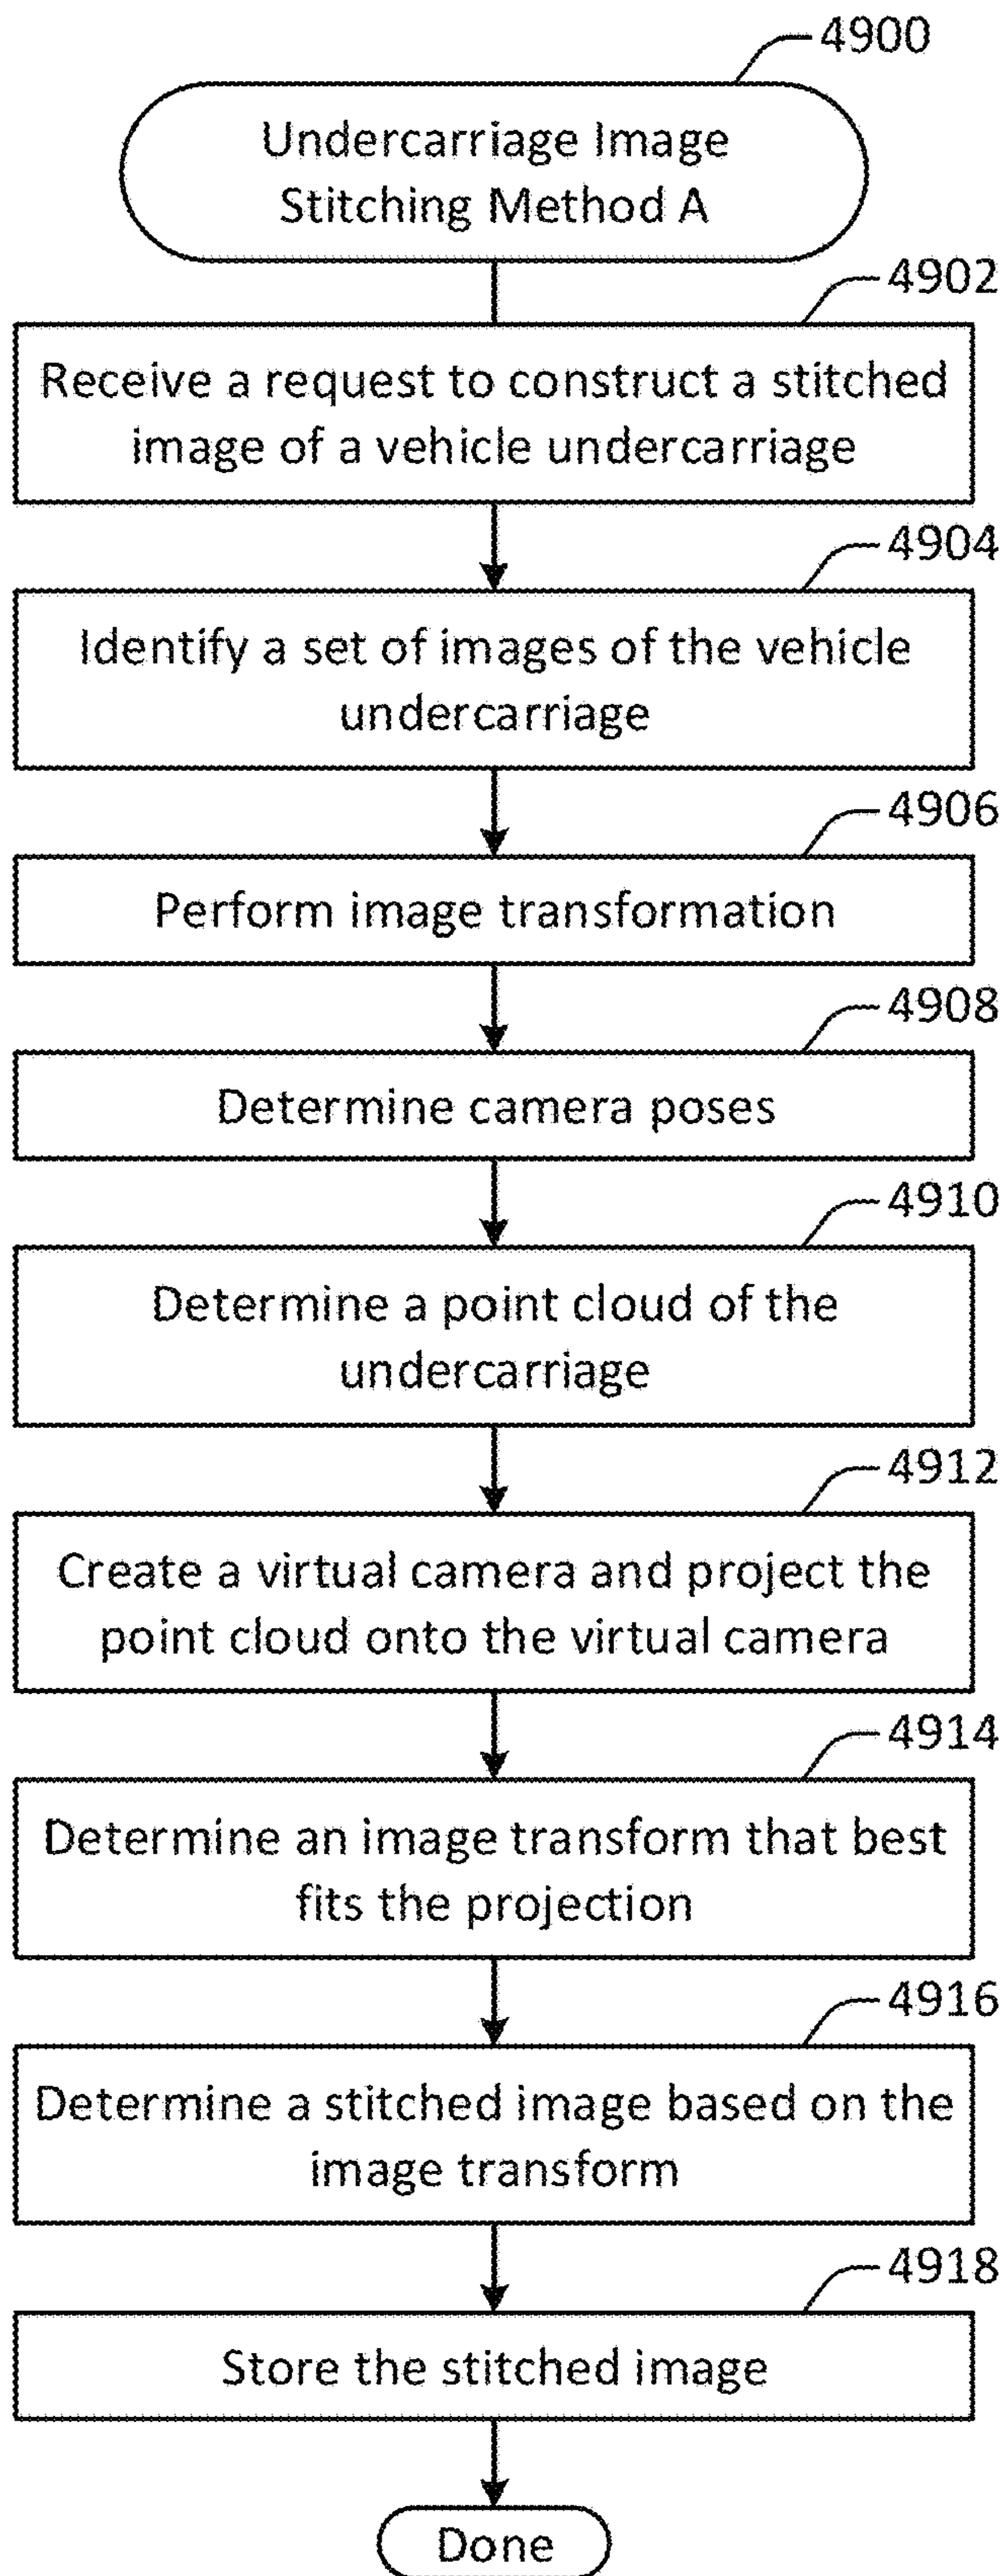 4900
Undercarriage Image
Stitching Method A
4902
Receive a request to construct a stitched
image of a vehicle undercarriage
4904
Identify a set of images of the vehicle
undercarriage
4906
Perform image transformation
4908
Determine camera poses
4910
Determine a point cloud of the
undercarriage
4912
Create a virtual camera and project the
point cloud onto the virtual camera
4914
Determine an image transform that best
fits the projection
4916
Determine a stitched image based on the
image transform
4918
Store the stitched image
Done